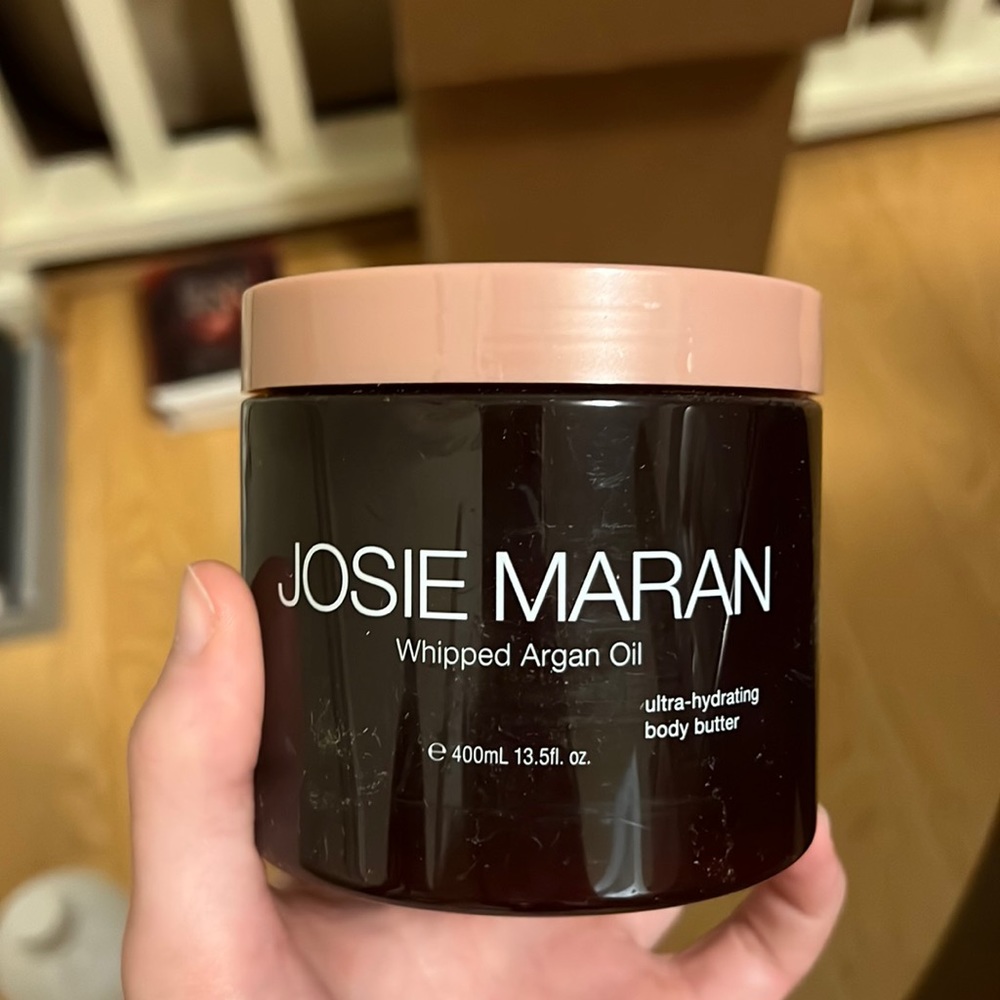 JOSIE MARAN
Whipped Argan Oil
ultra-hydrating
body butter
℮ 400mL 13.5fl. oz.